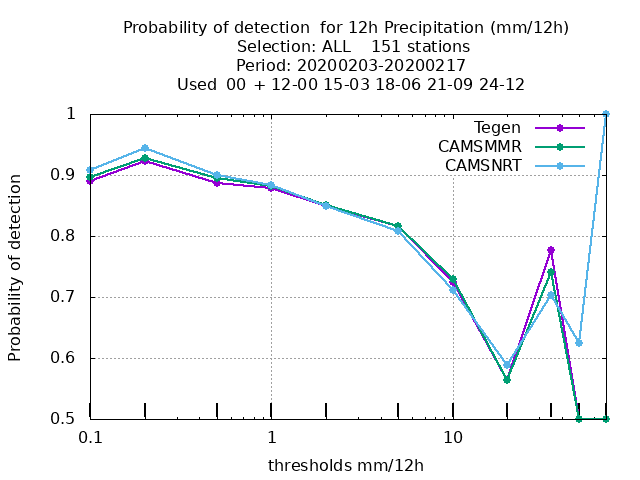 Probability of detection  for 12h Precipitation (mm/12h)
Selection: ALL    151 stations
Period: 20200203-20200217
Used  00 + 12-00 15-03 18-06 21-09 24-12
Tegen
CAMSMMR
CAMSNRT
Probability of detection
1
0.9
0.8
0.7
0.6
0.5
0.1
1
10
thresholds mm/12h